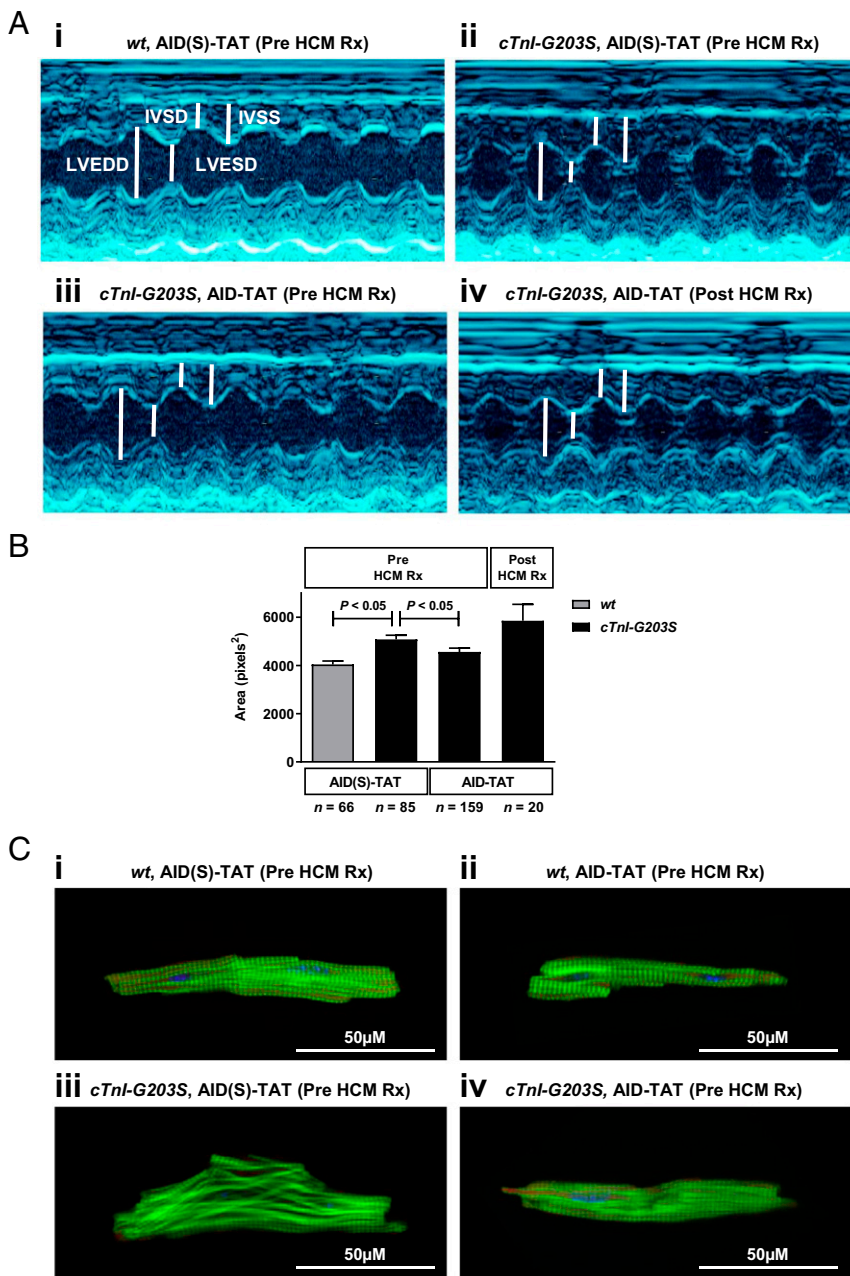 A
i
wt, AID(S)-TAT (Pre HCM Rx)
IVSD
IVSS
LVEDD
LVESD
ii
cTnI-G203S, AID(S)-TAT (Pre HCM Rx)
iii
cTnI-G203S, AID-TAT (Pre HCM Rx)
iv
cTnI-G203S, AID-TAT (Post HCM Rx)
B
Pre
HCM Rx
Post
HCM Rx
P < 0.05
P < 0.05
wt
cTnI-G203S
Area (pixels²)
6000
4000
2000
0
AID(S)-TAT
AID-TAT
n = 66
n = 85
n = 159
n = 20
C
i
wt, AID(S)-TAT (Pre HCM Rx)
50µM
ii
wt, AID-TAT (Pre HCM Rx)
50µM
iii
cTnI-G203S, AID(S)-TAT (Pre HCM Rx)
50µM
iv
cTnI-G203S, AID-TAT (Pre HCM Rx)
50µM